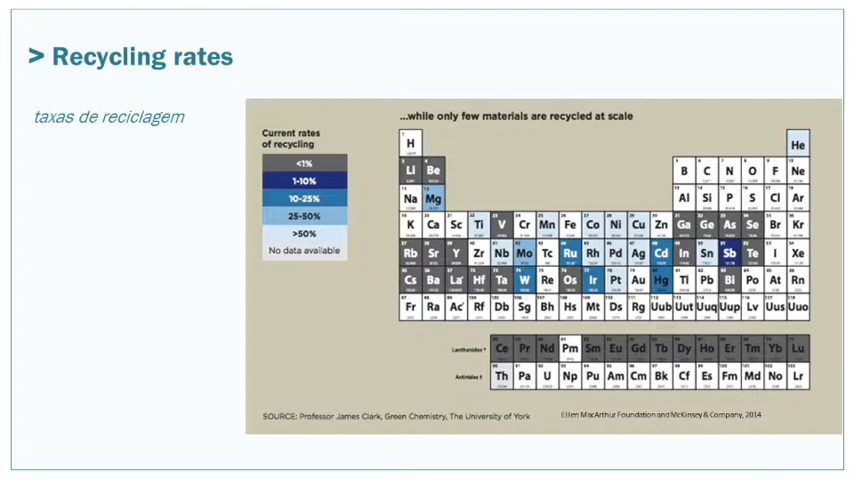 > Recycling rates
taxas de reciclagem
...while only few materials are recycled at scale
Current rates
of recycling
<1%
1-10%
10-25%
25-50%
>50%
No data available
H He
Li Be B C N O F Ne
Na Mg Al Si P S Cl Ar
K Ca Sc Ti V Cr Mn Fe Co Ni Cu Zn Ga Ge As Se Br Kr
Rb Sr Y Zr Nb Mo Tc Ru Rh Pd Ag Cd In Sn Sb Te I Xe
Cs Ba La* Hf Ta W Re Os Ir Pt Au Hg Tl Pb Bi Po At Rn
Fr Ra Ac† Rf Db Sg Bh Hs Mt Ds Rg Uub Uut Uuq Uup Lv Uus Uuo
Lanthanides * Ce Pr Nd Pm Sm Eu Gd Tb Dy Ho Er Tm Yb Lu
Actinides † Th Pa U Np Pu Am Cm Bk Cf Es Fm Md No Lr
SOURCE: Professor James Clark, Green Chemistry, The University of York
Ellen MacArthur Foundation and McKinsey & Company, 2014